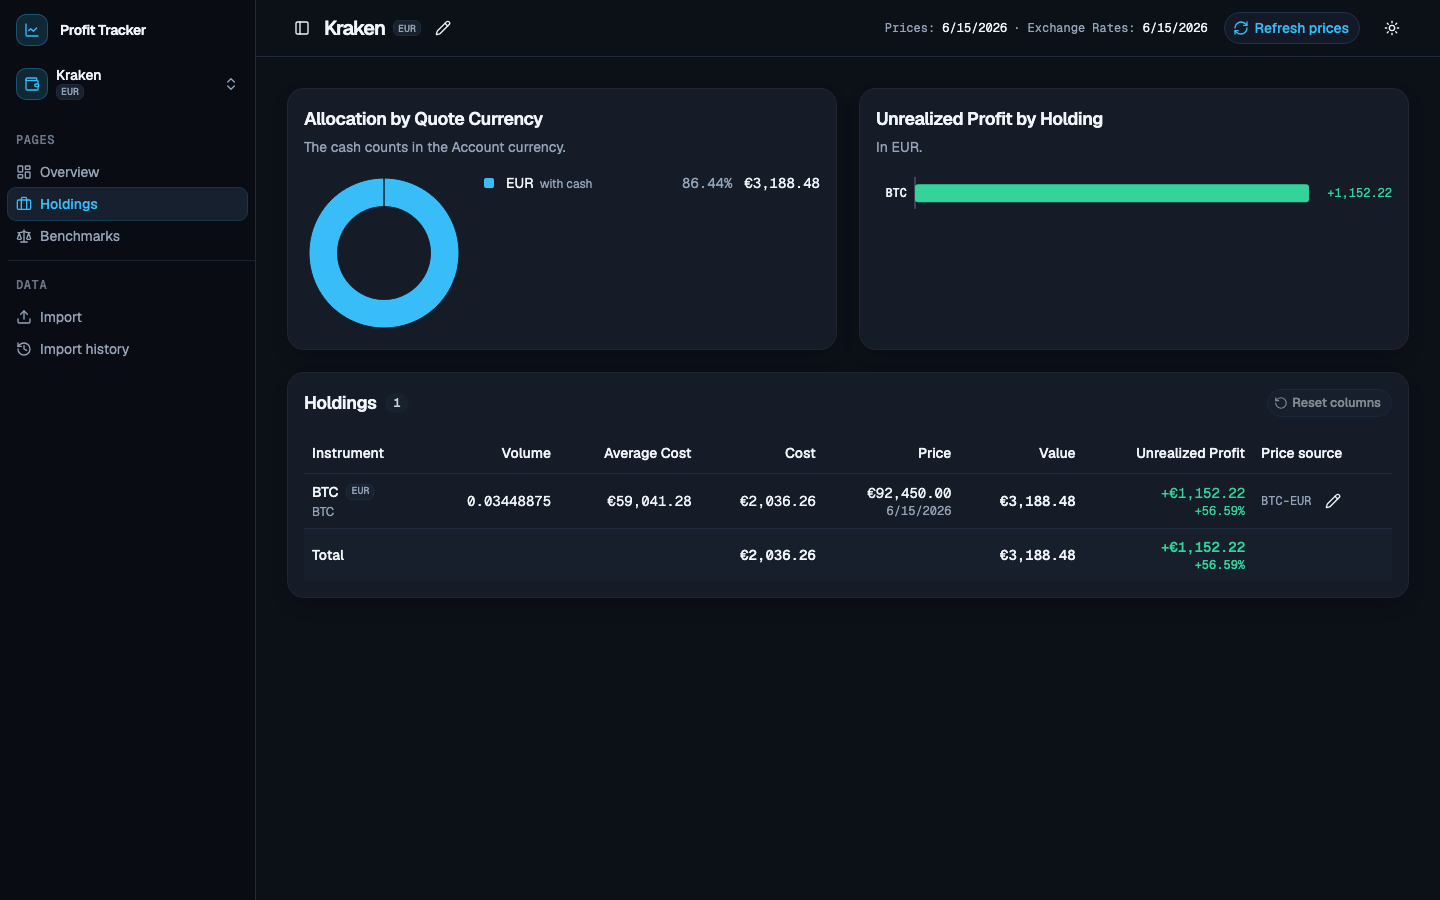 Profit Tracker
Kraken
EUR
PAGES
Overview
Holdings
Benchmarks
DATA
Import
Import history
Kraken EUR
Prices: 6/15/2026 · Exchange Rates: 6/15/2026
Refresh prices
Allocation by Quote Currency
The cash counts in the Account currency.
EUR with cash 86.44% €3,188.48
Unrealized Profit by Holding
In EUR.
BTC +1,152.22
Holdings 1
Reset columns
Instrument Volume Average Cost Cost Price Value Unrealized Profit Price source
BTC EUR 0.03448875 €59,041.28 €2,036.26 €92,450.00 €3,188.48 +€1,152.22 BTC-EUR
BTC 6/15/2026 +56.59%
Total €2,036.26 €3,188.48 +€1,152.22
+56.59%